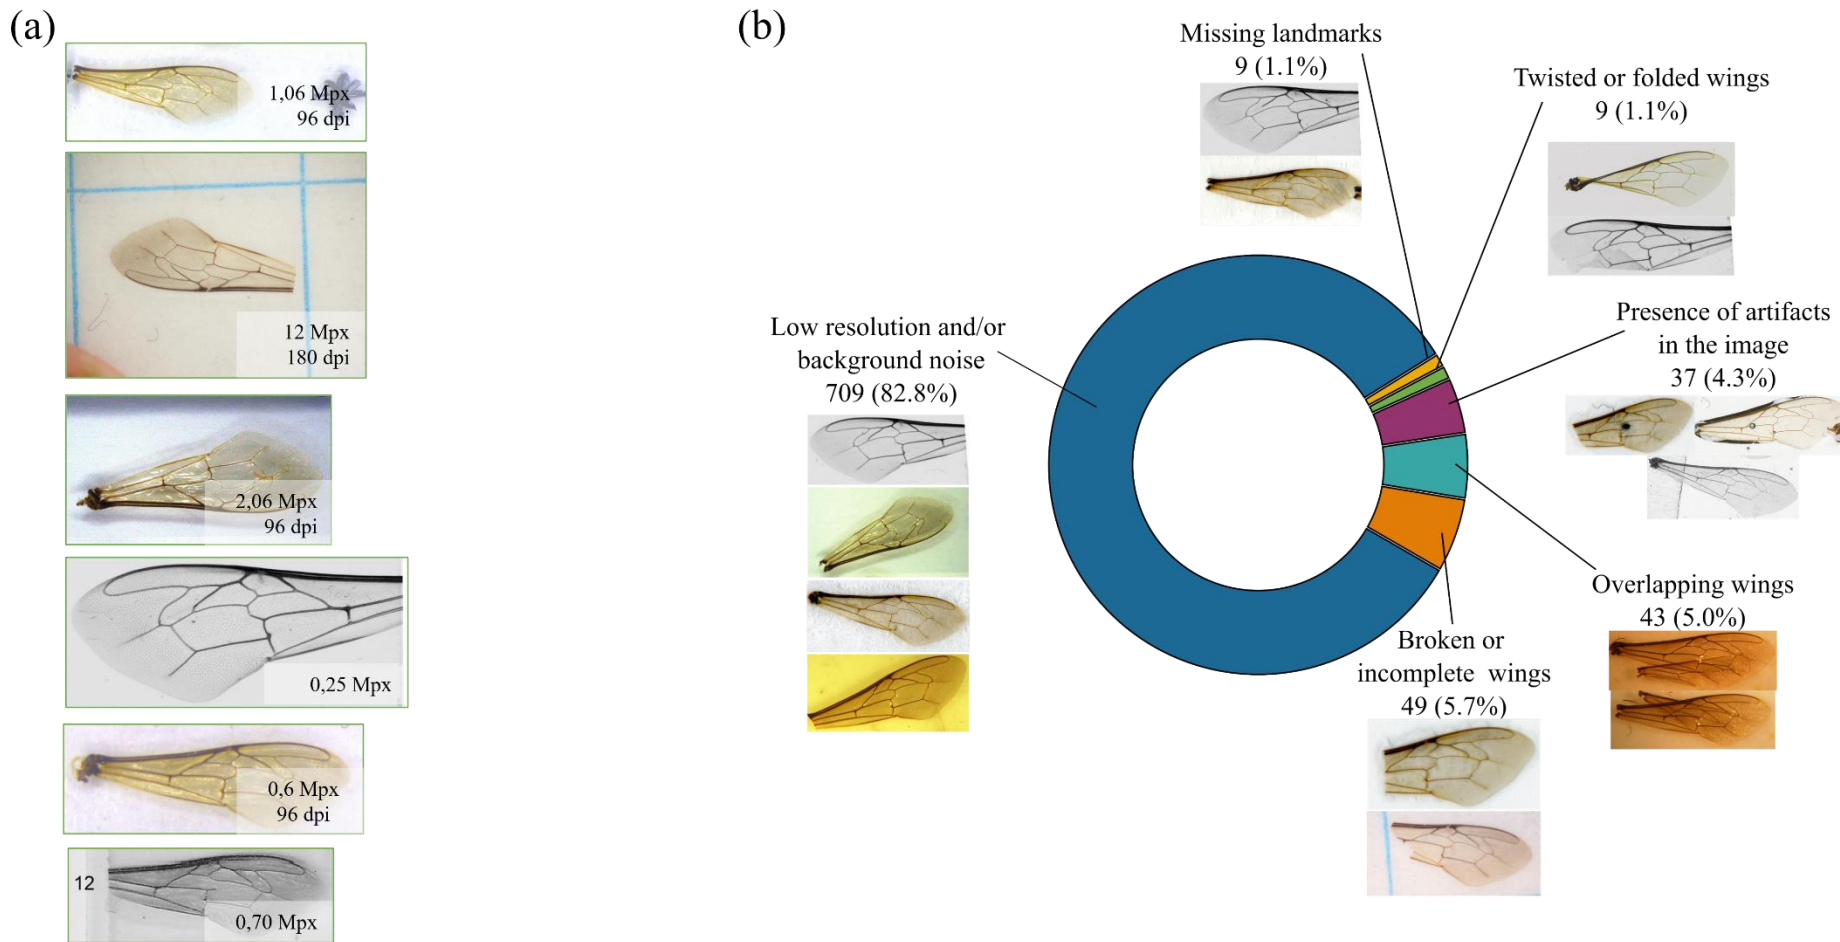 (a)
1,06 Mpx
96 dpi
12 Mpx
180 dpi
2,06 Mpx
96 dpi
0,25 Mpx
0,6 Mpx
96 dpi
12
0,70 Mpx
(b)
Missing landmarks
9 (1.1%)
Twisted or folded wings
9 (1.1%)
Presence of artifacts
in the image
37 (4.3%)
Low resolution and/or
background noise
709 (82.8%)
Overlapping wings
43 (5.0%)
Broken or
incomplete wings
49 (5.7%)